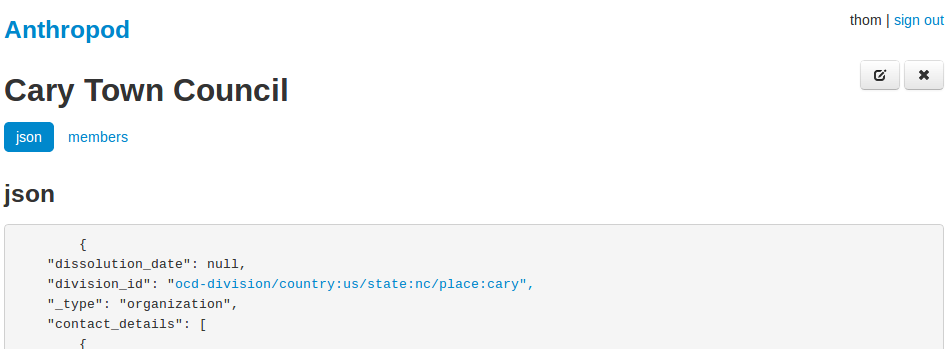 Anthropod
thom | sign out
Cary Town Council
json members
json
{
"dissolution_date": null,
"division_id": "ocd-division/country:us/state:nc/place:cary",
"_type": "organization",
"contact_details": [
{